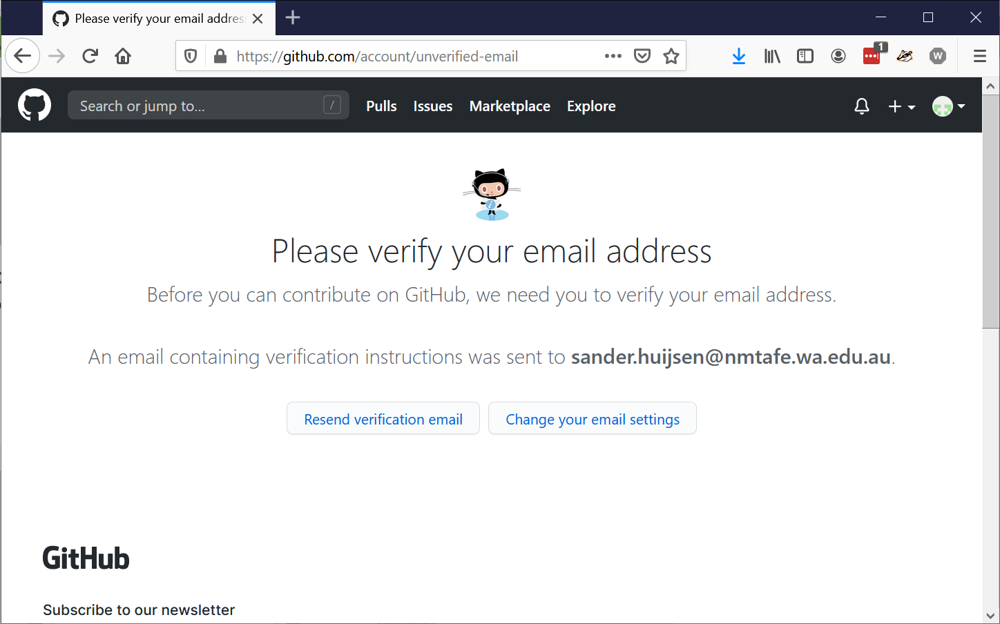 Please verify your email addres
https://github.com/account/unverified-email
1
W
Search or jump to...
/
Pulls
Issues
Marketplace
Explore
Please verify your email address
Before you can contribute on GitHub, we need you to verify your email address.
An email containing verification instructions was sent to sander.huijsen@nmtafe.wa.edu.au.
Resend verification email
Change your email settings
GitHub
Subscribe to our newsletter